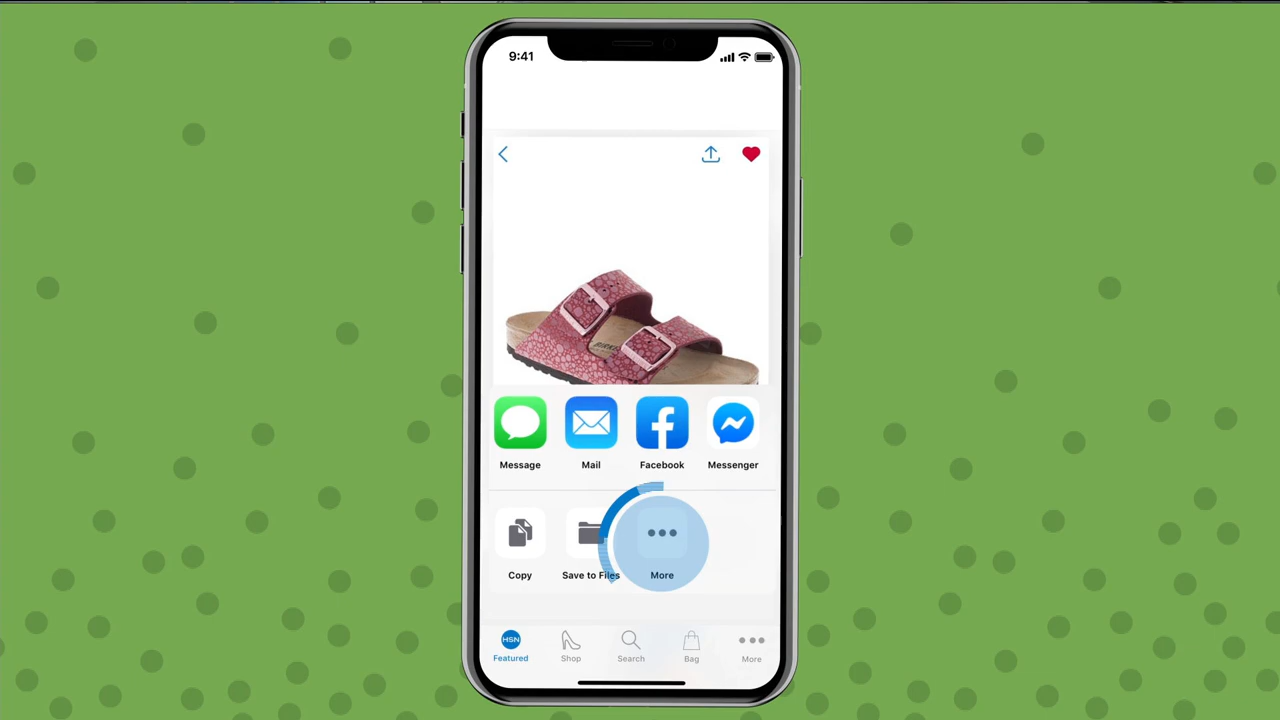 9:41
Message
Mail
Facebook
Messenger
Copy
Save to Files
More
HSN
Featured
Shop
Search
Bag
More